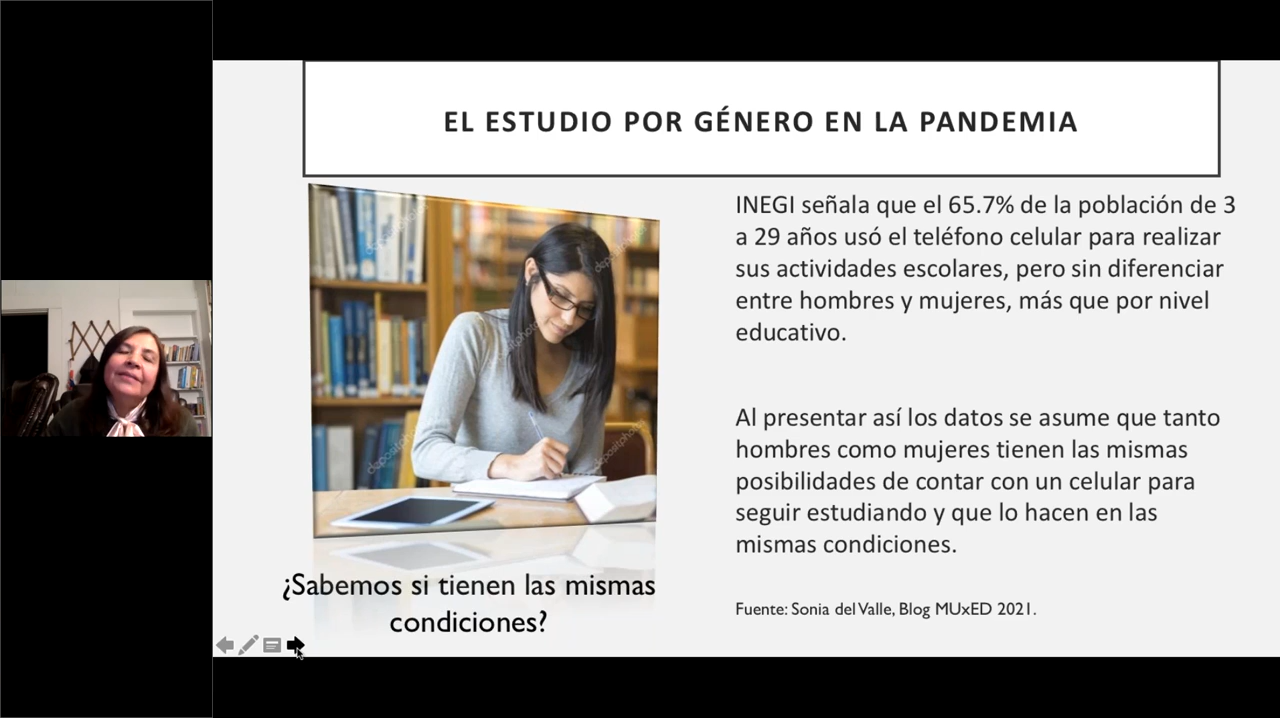 EL ESTUDIO POR GÉNERO EN LA PANDEMIA
INEGI señala que el 65.7% de la población de 3
a 29 años usó el teléfono celular para realizar
sus actividades escolares, pero sin diferenciar
entre hombres y mujeres, más que por nivel
educativo.
Al presentar así los datos se asume que tanto
hombres como mujeres tienen las mismas
posibilidades de contar con un celular para
seguir estudiando y que lo hacen en las
mismas condiciones.
Fuente: Sonia del Valle, Blog MUxED 2021.
¿Sabemos si tienen las mismas
condiciones?